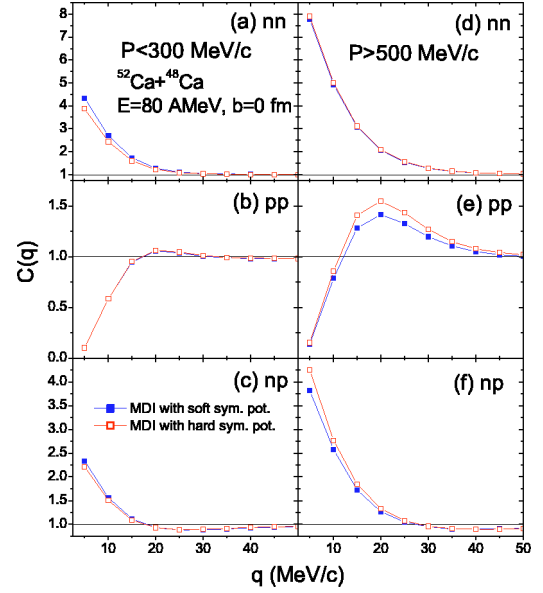 (a) nn
P<300 MeV/c
⁵²Ca+⁴⁸Ca
E=80 AMeV, b=0 fm
8
7
6
5
4
3
2
1
(d) nn
P>500 MeV/c
(b) pp
1.5
1.0
0.5
0.0
(e) pp
C(q)
(c) np
MDI with soft sym. pot.
MDI with hard sym. pot.
4.0
3.5
3.0
2.5
2.0
1.5
1.0
(f) np
10 20 30 40 10 20 30 40 50
q (MeV/c) q (MeV/c)